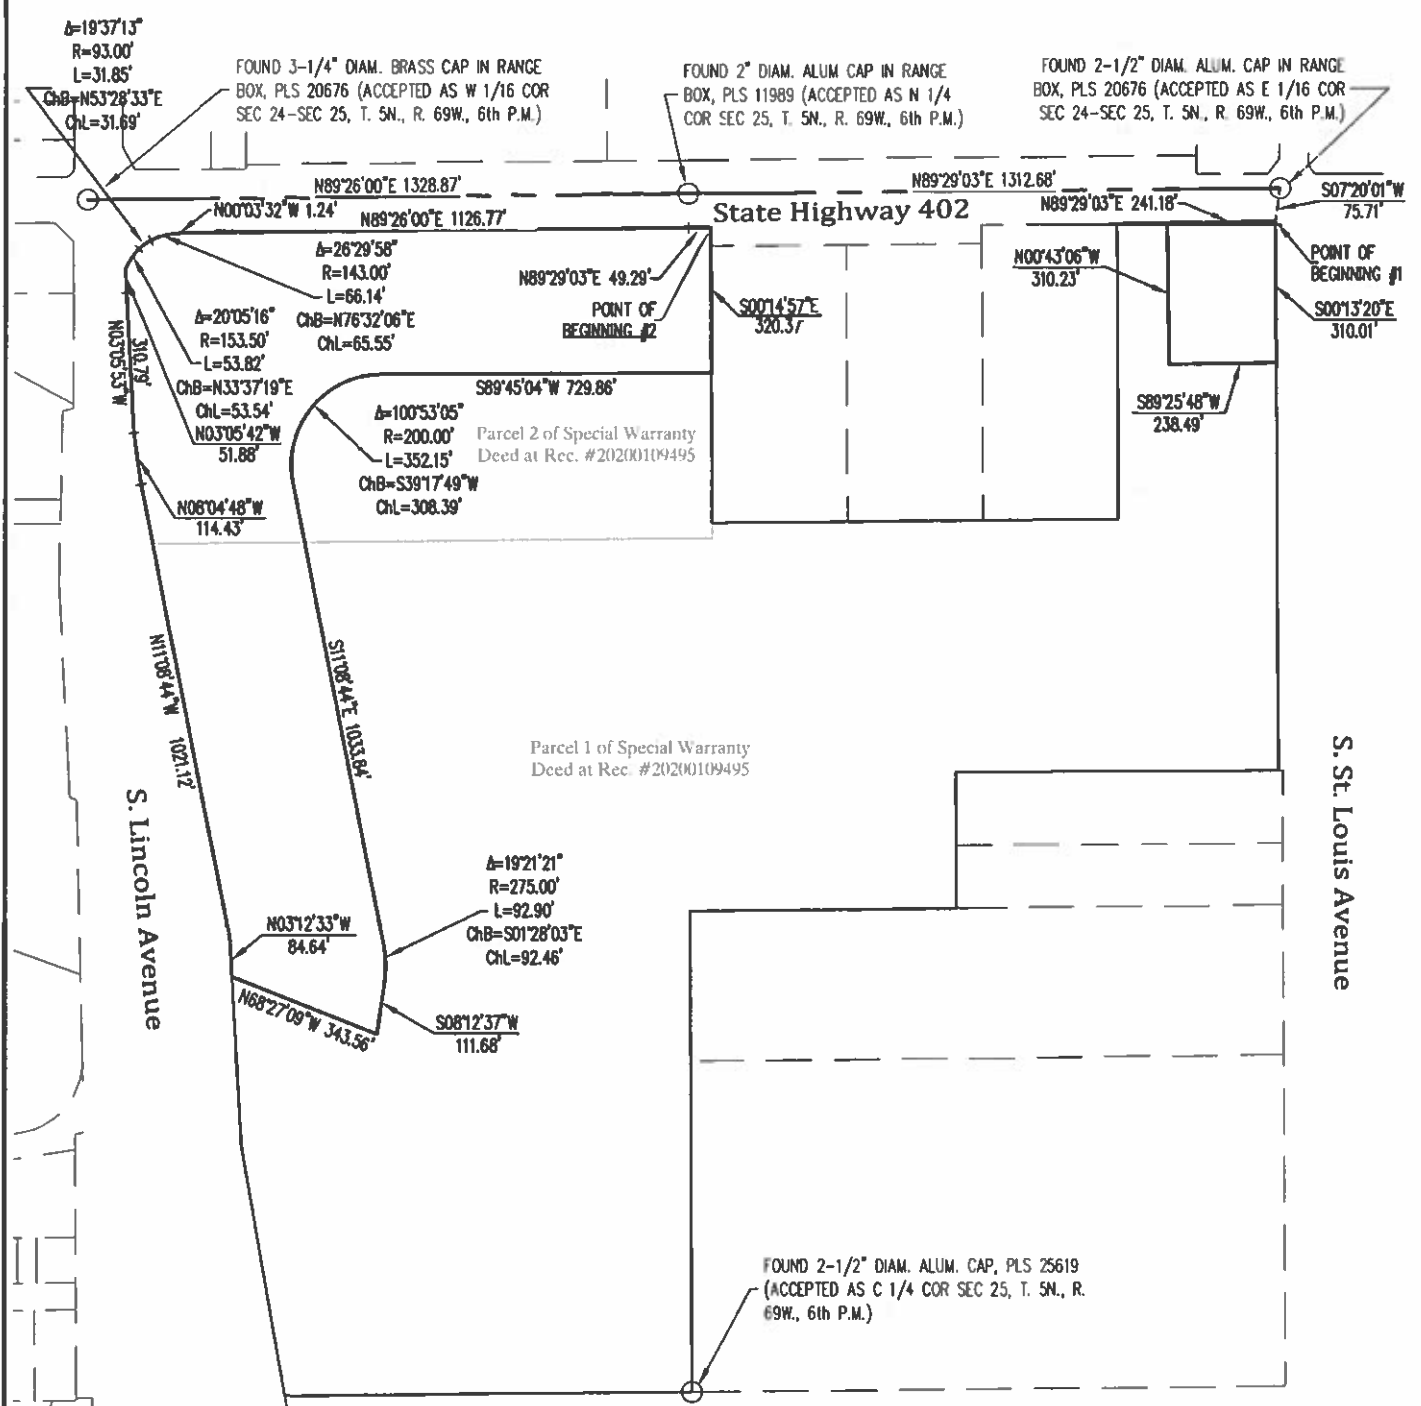 Δ=19°37'13"
R=93.00'
L=31.85'
ChB=N53°28'33"E
ChL=31.69'
FOUND 3-1/4" DIAM. BRASS CAP IN RANGE
BOX, PLS 20676 (ACCEPTED AS W 1/16 COR
SEC 24-SEC 25, T. 5N., R. 69W., 6th P.M.)
FOUND 2" DIAM. ALUM CAP IN RANGE
BOX, PLS 11989 (ACCEPTED AS N 1/4
COR SEC 25, T. 5N., R. 69W., 6th P.M.)
FOUND 2-1/2" DIAM. ALUM. CAP IN RANGE
BOX, PLS 20676 (ACCEPTED AS E 1/16 COR
SEC 24-SEC 25, T. 5N., R. 69W., 6th P.M.)
N89°26'00"E 1328.87'
N89°29'03"E 1312.68'
S07°20'01"W
75.71'
N00°03'32"W 1.24'
N89°26'00"E 1126.77'
State Highway 402
N89°29'03"E 241.18'
POINT OF
BEGINNING #1
Δ=26°29'58"
R=143.00'
L=66.14'
ChB=N76°32'06"E
ChL=65.55'
N89°29'03"E 49.29'
POINT OF
BEGINNING #2
S00°14'57"E
320.37'
N00°43'06"W
310.23'
S00°13'20"E
310.01'
Δ=20°05'16"
R=153.50'
L=53.82'
ChB=N33°37'19"E
ChL=53.54'
N03°05'53"W
310.79'
N03°05'42"W
51.88'
S89°45'04"W 729.86'
S89°25'48"W
238.49'
Δ=100°53'05"
R=200.00'
L=352.15'
ChB=S39°17'49"W
ChL=308.39'
Parcel 2 of Special Warranty
Deed at Rec. #20200109495
N08°04'48"W
114.43'
N11°08'44"W 1021.12'
S11°08'44"E 1033.84'
Parcel 1 of Special Warranty
Deed at Rec. #20200109495
S. Lincoln Avenue
S. St. Louis Avenue
Δ=19°21'21"
R=275.00'
L=92.90'
ChB=S01°28'03"E
ChL=92.46'
N03°12'33"W
84.64'
N68°27'09"W 343.56'
S08°12'37"W
111.68'
FOUND 2-1/2" DIAM. ALUM. CAP, PLS 25619
(ACCEPTED AS C 1/4 COR SEC 25, T. 5N., R.
69W., 6th P.M.)